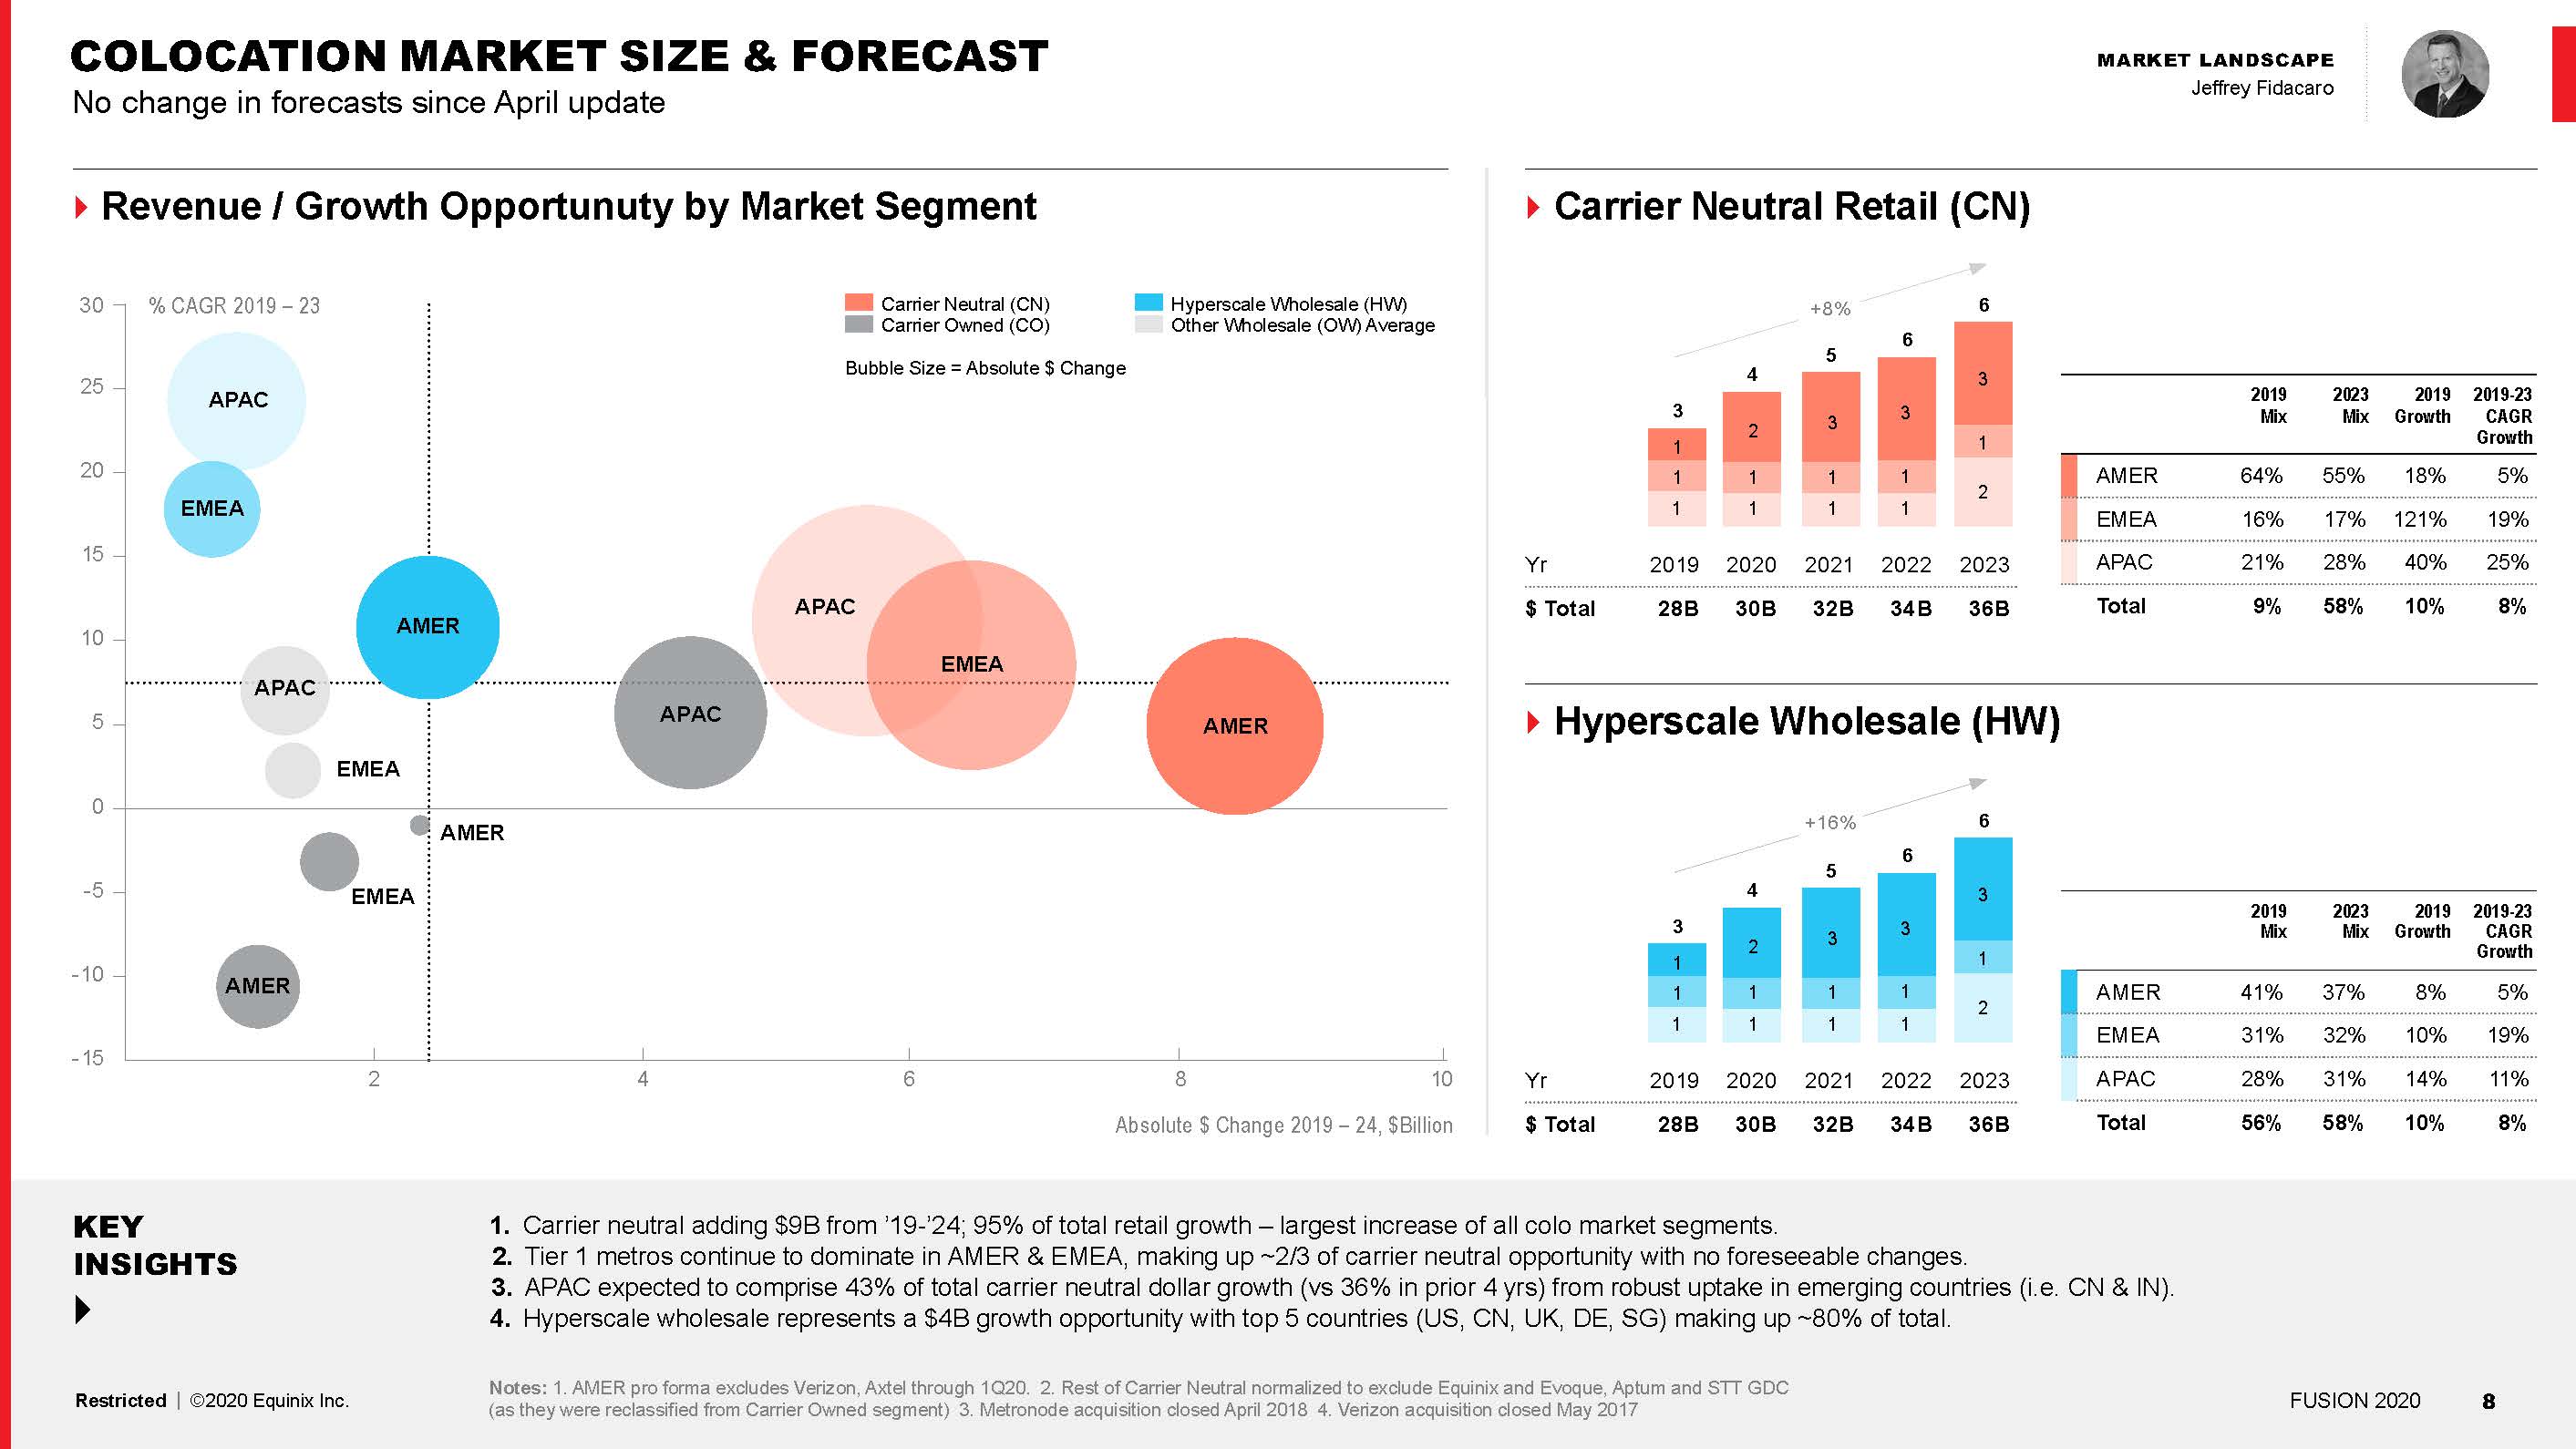 COLOCATION MARKET SIZE & FORECAST
No change in forecasts since April update
MARKET LANDSCAPE
Jeffrey Fidacaro
Revenue / Growth Opportunuty by Market Segment
% CAGR 2019 – 23
Carrier Neutral (CN)
Hyperscale Wholesale (HW)
Carrier Owned (CO)
Other Wholesale (OW) Average
Bubble Size = Absolute $ Change
30
25
20
15
10
5
0
-5
-10
-15
APAC
EMEA
AMER
APAC
EMEA
APAC
EMEA
AMER
APAC
AMER
EMEA
AMER
2
4
6
8
10
Absolute $ Change 2019 – 24, $Billion
Carrier Neutral Retail (CN)
+8%
3
4
5
6
6
1
2
3
3
3
1
1
1
1
1
1
1
1
1
2
Yr 2019 2020 2021 2022 2023
$ Total 28B 30B 32B 34B 36B
2019 2023 2019 2019-23
Mix Mix Growth CAGR
Growth
AMER 64% 55% 18% 5%
EMEA 16% 17% 121% 19%
APAC 21% 28% 40% 25%
Total 9% 58% 10% 8%
Hyperscale Wholesale (HW)
+16%
3
4
5
6
6
1
2
3
3
3
1
1
1
1
1
1
1
1
1
2
Yr 2019 2020 2021 2022 2023
$ Total 28B 30B 32B 34B 36B
2019 2023 2019 2019-23
Mix Mix Growth CAGR
Growth
AMER 41% 37% 8% 5%
EMEA 31% 32% 10% 19%
APAC 28% 31% 14% 11%
Total 56% 58% 10% 8%
KEY
INSIGHTS
1. Carrier neutral adding $9B from ’19-’24; 95% of total retail growth – largest increase of all colo market segments.
2. Tier 1 metros continue to dominate in AMER & EMEA, making up ~2/3 of carrier neutral opportunity with no foreseeable changes.
3. APAC expected to comprise 43% of total carrier neutral dollar growth (vs 36% in prior 4 yrs) from robust uptake in emerging countries (i.e. CN & IN).
4. Hyperscale wholesale represents a $4B growth opportunity with top 5 countries (US, CN, UK, DE, SG) making up ~80% of total.
Notes: 1. AMER pro forma excludes Verizon, Axtel through 1Q20. 2. Rest of Carrier Neutral normalized to exclude Equinix and Evoque, Aptum and STT GDC
(as they were reclassified from Carrier Owned segment) 3. Metronode acquisition closed April 2018 4. Verizon acquisition closed May 2017
Restricted | ©2020 Equinix Inc.
FUSION 2020 8